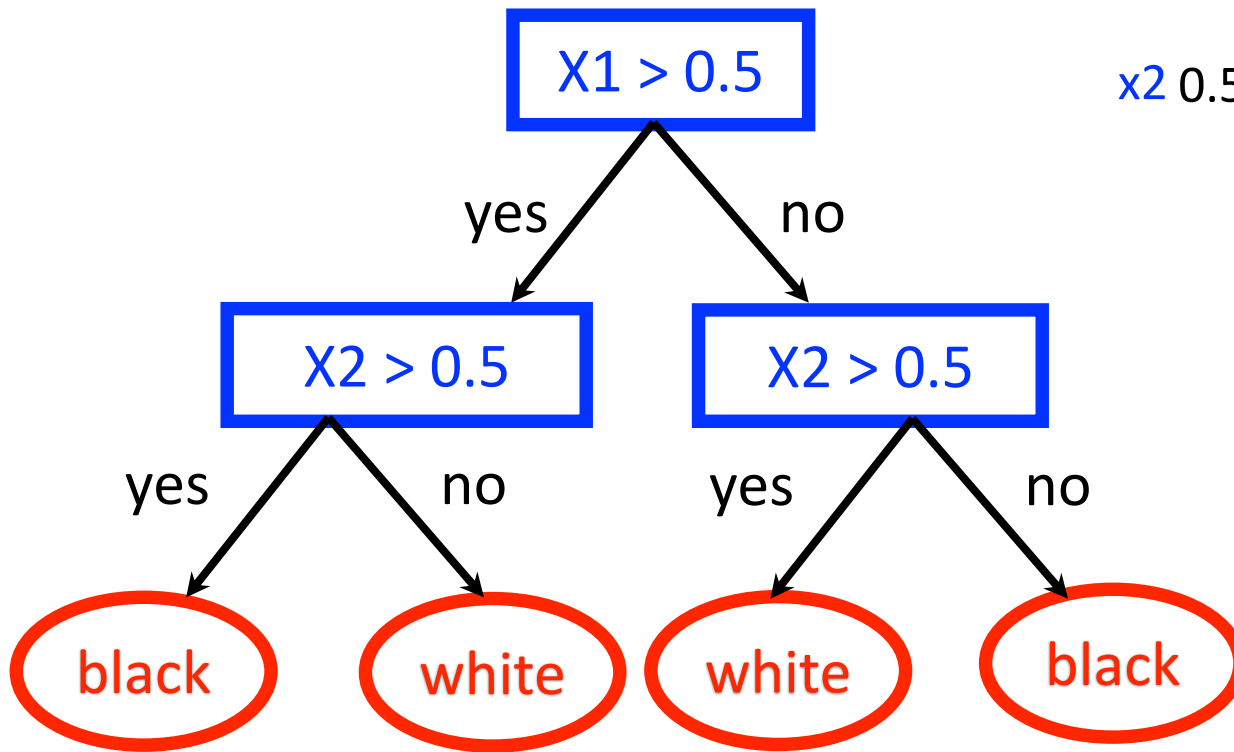 X1 > 0.5
x2 0.5
yes
no
X2 > 0.5
X2 > 0.5
yes
no
yes
no
black
white
white
black